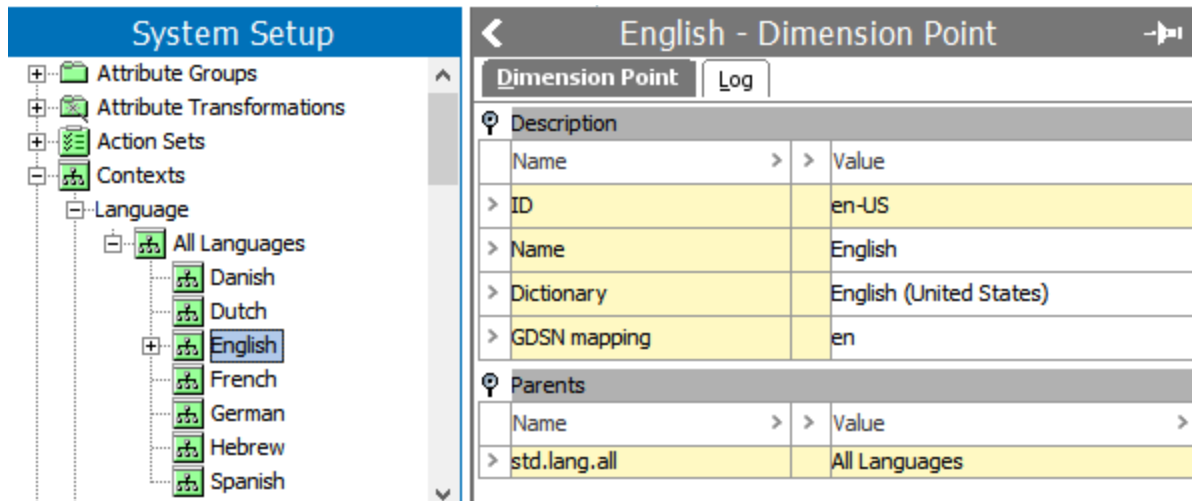 System Setup
Attribute Groups
Attribute Transformations
Action Sets
Contexts
Language
All Languages
Danish
Dutch
English
French
German
Hebrew
Spanish
English - Dimension Point
Dimension Point Log
Description
Name > > Value
> ID en-US
> Name English
> Dictionary English (United States)
> GDSN mapping en
Parents
Name > > Value >
> std.lang.all All Languages